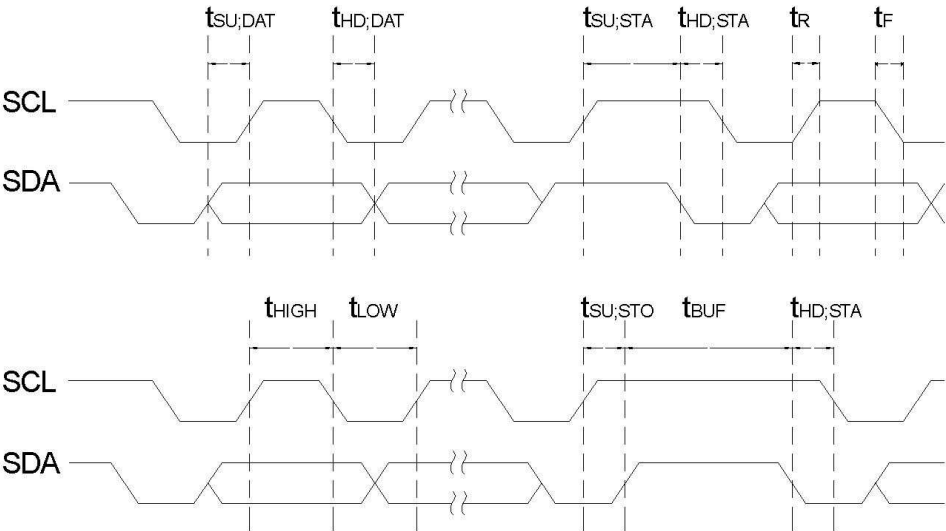 tSU;DAT tHD;DAT tSU;STA tHD;STA tR tF
SCL
SDA
tHIGH tLOW tSU;STO tBUF tHD;STA
SCL
SDA